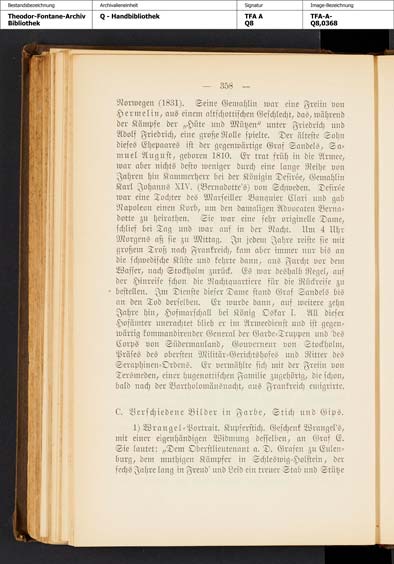 Bestandsbezeichnung
Archivalieneinheit
Signatur
Image-Bezeichnung
Theodor-Fontane-Archiv
Bibliothek
Q - Handbibliothek
TFA A
Q8
TFA-A-
Q8,0368
— 358 —
Norwegen (1831). Seine Gemahlin war eine Freiin von
Hermelin, aus einem altschottischen Geschlecht, das, während
der Kämpfe der „Hüte und Mützen“ unter Friedrich und
Adolf Friedrich, eine große Rolle spielte. Der älteste Sohn
dieses Ehepaares ist der gegenwärtige Graf Sandels, Sa-
muel August, geboren 1810. Er trat früh in die Armee,
war aber nichts desto weniger durch eine lange Reihe von
Jahren hin Kammerherr bei der Königin Desirée, Gemahlin
Karl Johanns XIV. (Bernadotte's) von Schweden. Desirée
war eine Tochter des Marseiller Banquier Clari und gab
Napoleon einen Korb, um den damaligen Advocaten Berna-
dotte zu heirathen. Sie war eine sehr originelle Dame,
schlief bei Tag und war auf in der Nacht. Um 4 Uhr
Morgens aß sie zu Mittag. In jedem Jahre reiste sie mit
großem Troß nach Frankreich, kam aber immer nur bis an
die schwedische Küste und kehrte dann, aus Furcht vor dem
Wasser, nach Stockholm zurück. Es war deshalb Regel, auf
der Hinreise schon die Nachtquartiere für die Rückreise zu
bestellen. Im Dienste dieser Dame stand Graf Sandels bis
an den Tod derselben. Er wurde dann, auf weitere zehn
Jahre hin, Hofmarschall bei König Oskar I. All dieser
Hofämter unerachtet blieb er im Armeedienst und ist gegen-
wärtig commandirender General der Garde-Truppen und des
Corps von Südermanland, Gouverneur von Stockholm,
Präses des obersten Militär-Gerichtshofes und Ritter des
Seraphinen-Ordens. Er vermählte sich mit der Freiin von
Tersmeden, einer hugenottischen Familie zugehörig, die schon,
bald nach der Bartholomäusnacht, aus Frankreich emigrirte.
C. Verschiedene Bilder in Farbe, Stich und Gips.
1) Wrangel-Portrait. Kupferstich. Geschenk Wrangel's,
mit einer eigenhändigen Widmung desselben, an Graf E.
Sie lautet: „Dem Oberstlieutenant a. D. Grafen zu Eulen-
burg, dem muthigen Kämpfer in Schleswig-Holstein, der
sechs Jahre lang in Freud' und Leid ein treuer Stab und Stütze